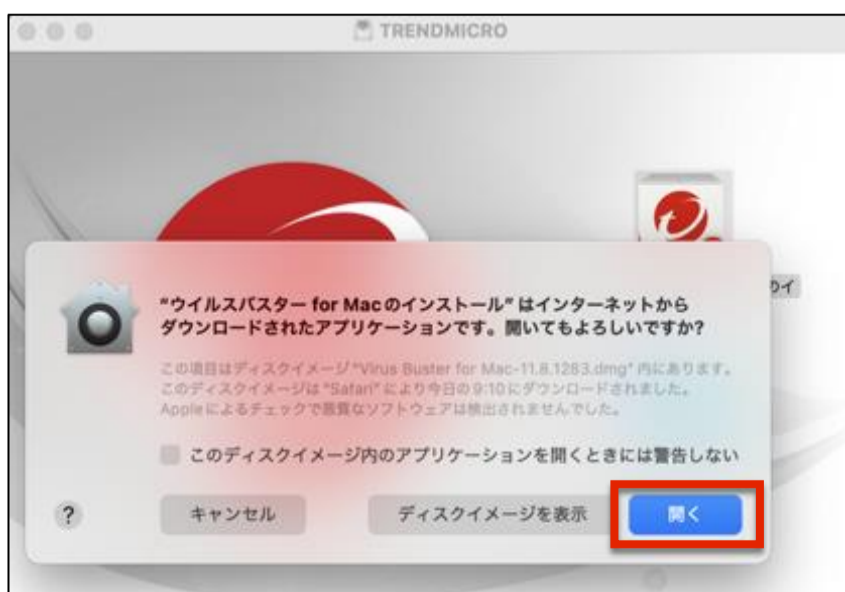 TRENDMICRO
のイ
“ウイルスバスター for Macのインストール” はインターネットから
ダウンロードされたアプリケーションです。開いてもよろしいですか?
この項目はディスクイメージ “Virus Buster for Mac-11.8.1283.dmg” 内にあります。
このディスクイメージは “Safari” により今日の9:10にダウンロードされました。
Appleによるチェックで悪質なソフトウェアは検出されませんでした。
このディスクイメージ内のアプリケーションを開くときには警告しない
?
キャンセル
ディスクイメージを表示
開く